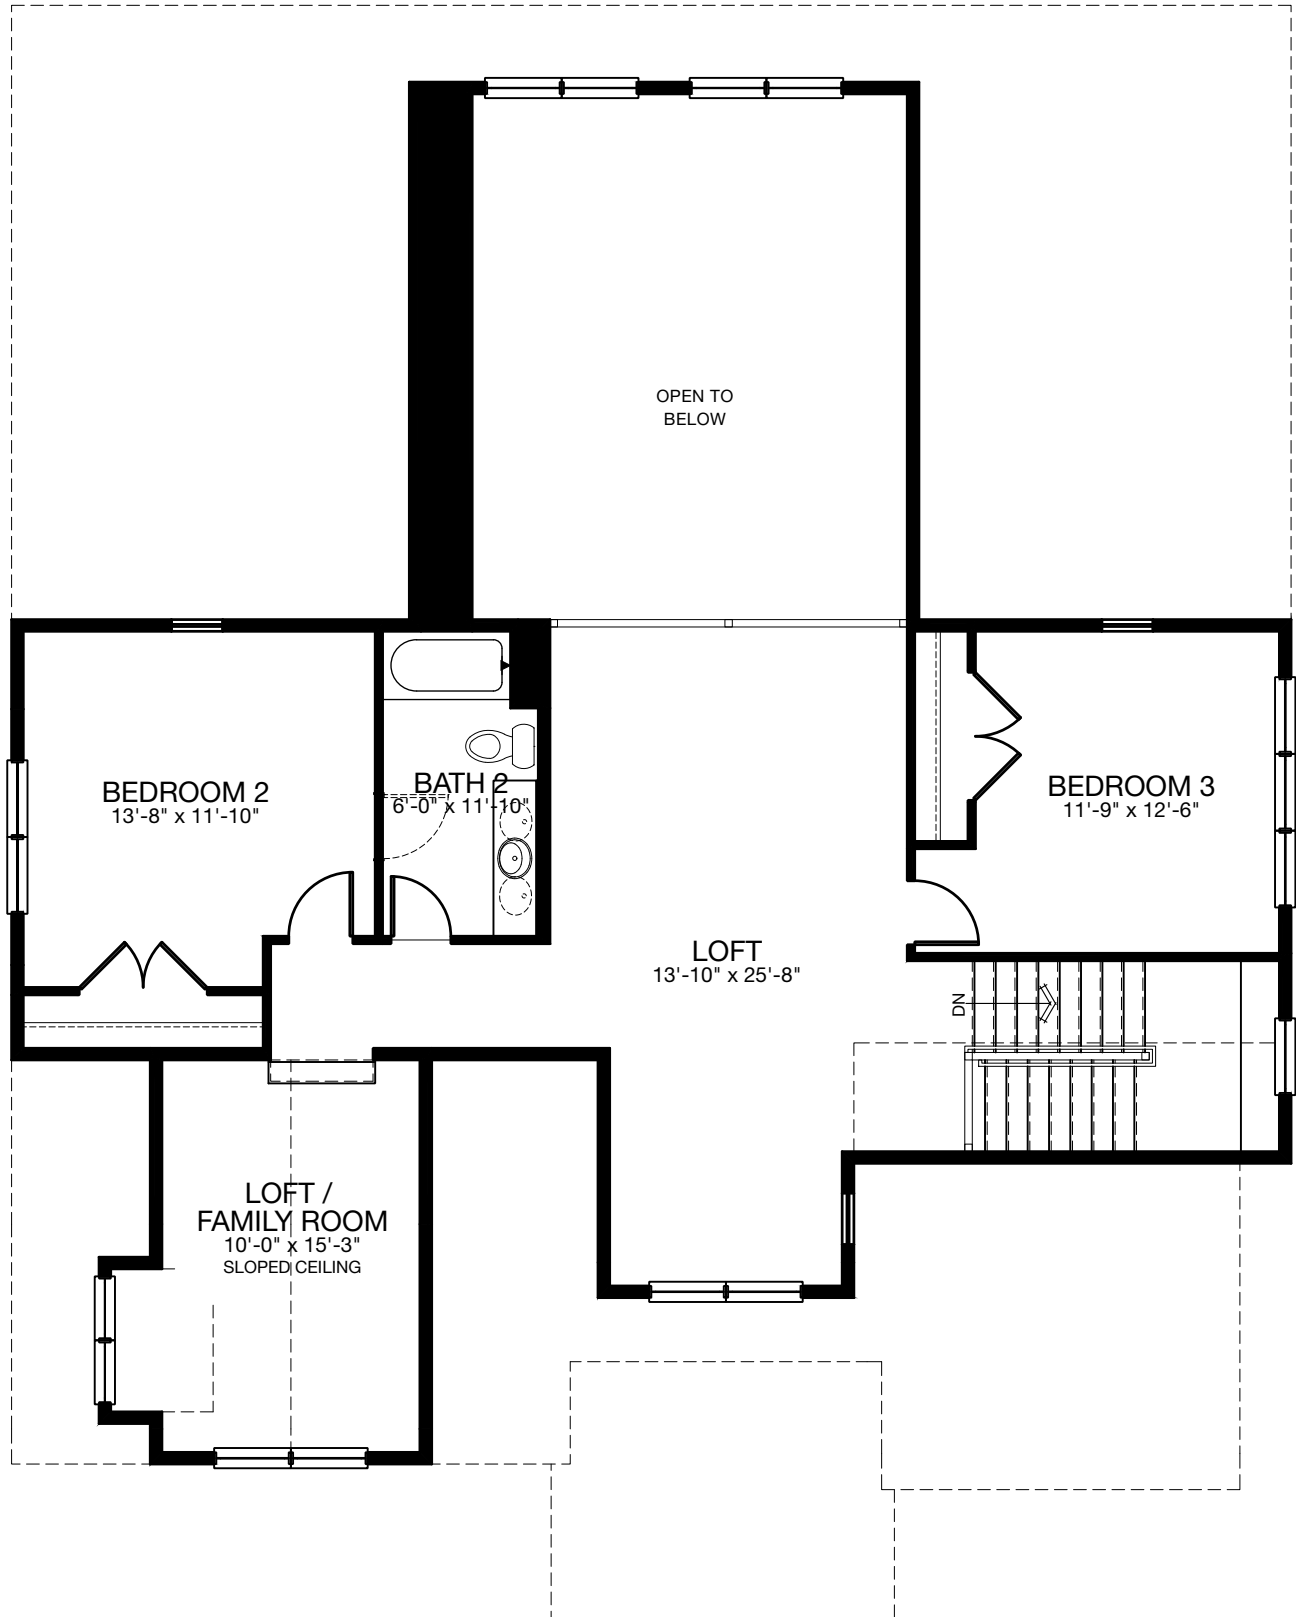 OPEN TO
BELOW
BEDROOM 2
13'-8" x 11'-10"
BATH 2
6'-0" x 11'-10"
BEDROOM 3
11'-9" x 12'-6"
LOFT
13'-10" x 25'-8"
DN
LOFT /
FAMILY ROOM
10'-0" x 15'-3"
SLOPED CEILING